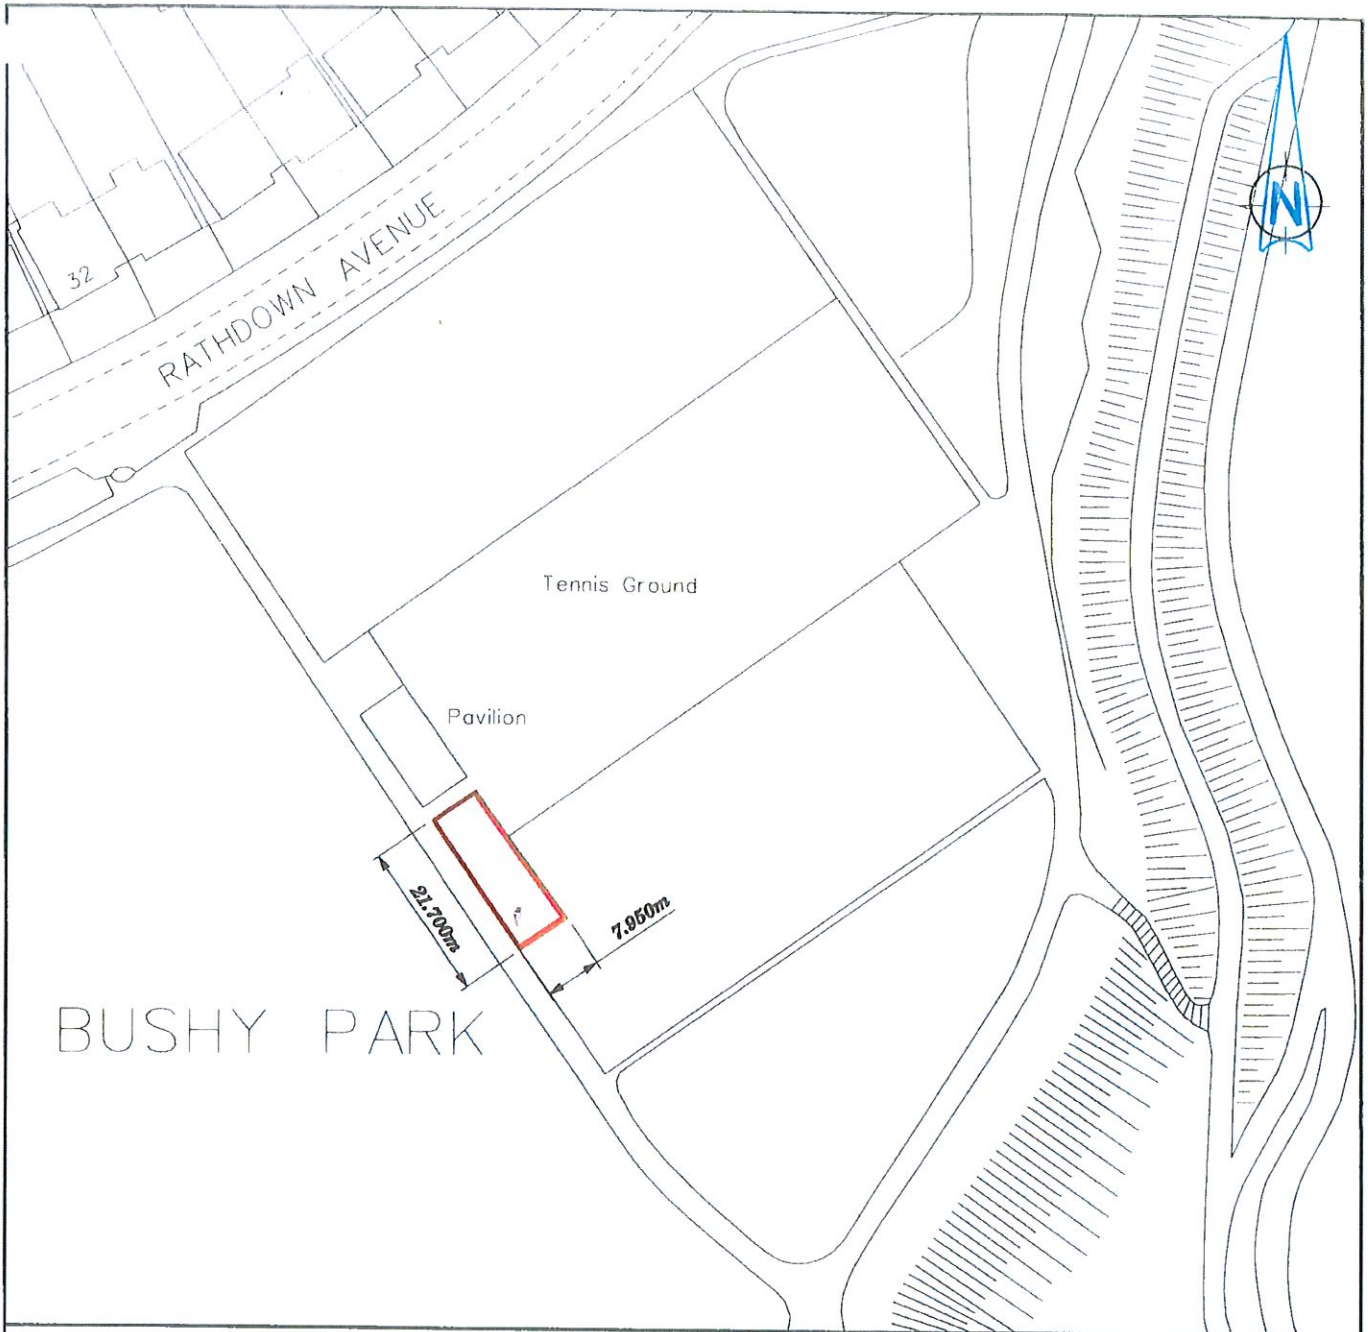 N
32
RATHDOWN AVENUE
Tennis Ground
Pavilion
21.700m
7.950m
BUSHY PARK